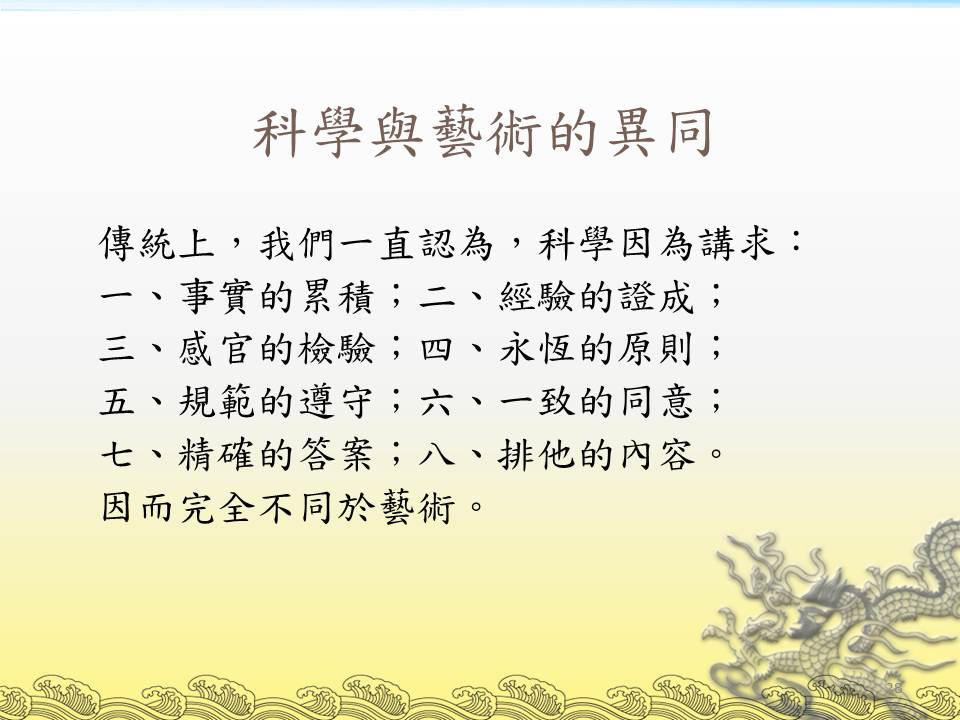 科學與藝術的異同
傳統上，我們一直認為，科學因為講求：
一、事實的累積；二、經驗的證成；
三、感官的檢驗；四、永恆的原則；
五、規範的遵守；六、一致的同意；
七、精確的答案；八、排他的內容。
因而完全不同於藝術。